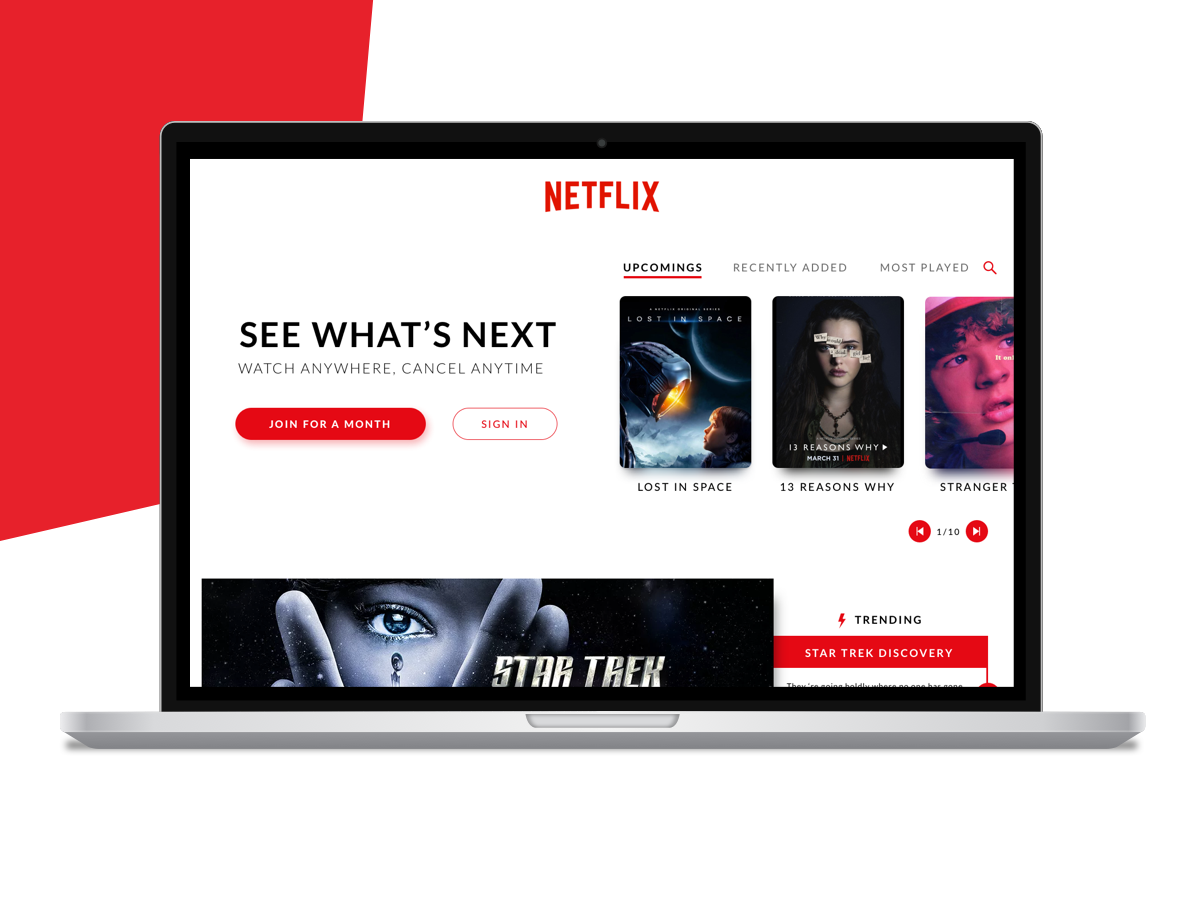 NETFLIX
UPCOMINGS RECENTLY ADDED MOST PLAYED
SEE WHAT'S NEXT
WATCH ANYWHERE, CANCEL ANYTIME
JOIN FOR A MONTH
SIGN IN
A NETFLIX ORIGINAL SERIES
LOST IN SPACE
13 REASONS WHY
MARCH 31 | NETFLIX
LOST IN SPACE
13 REASONS WHY
STRANGER
1/10
STAR TREK
TRENDING
STAR TREK DISCOVERY
They're going boldly where no one has gone